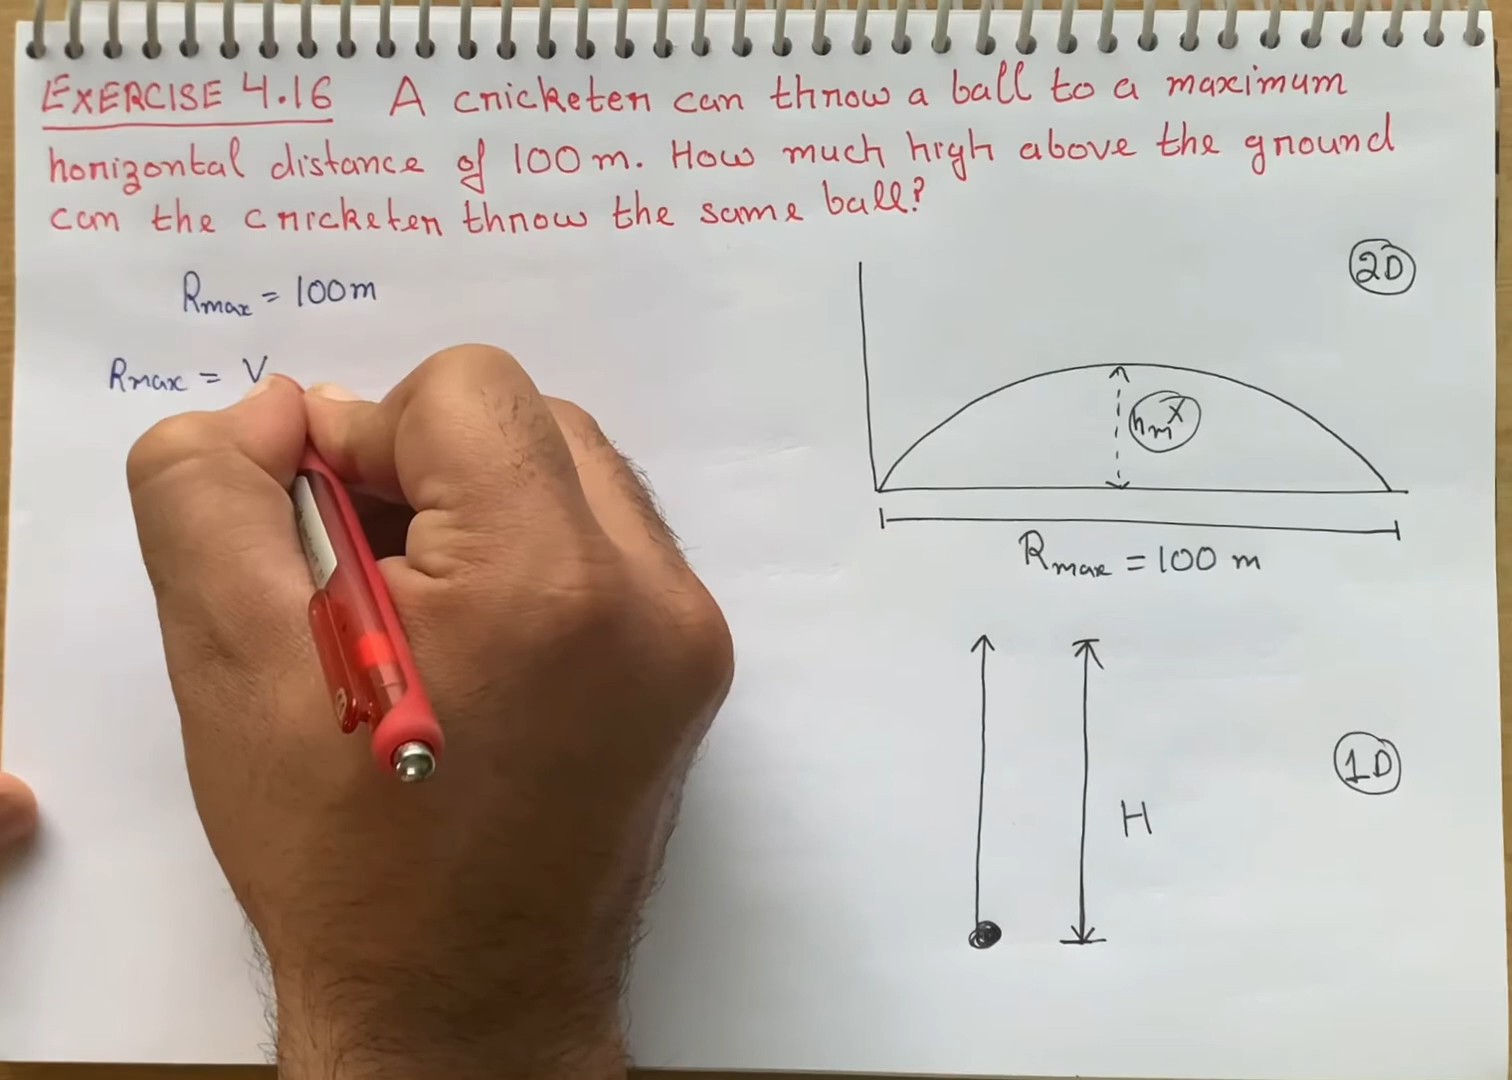 EXERCISE 4.16 A cricketer can throw a ball to a maximum
horizontal distance of 100 m. How much high above the ground
can the cricketer throw the same ball?
2D
Rmax = 100m
Rmax = V
hm x
Rmax = 100 m
1D
H